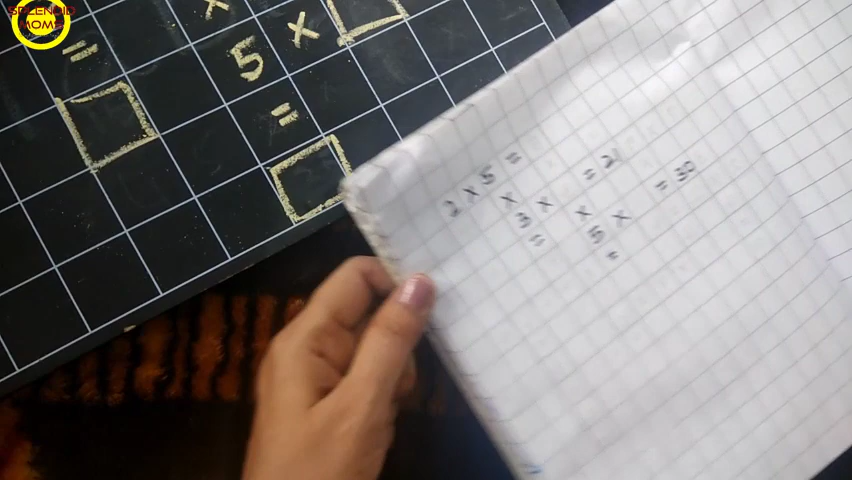 SPLENDID
MOMS
×
=
5 ×
=
2 × 5 =
× = 21
3 ×
= × = 30
5 ×
=